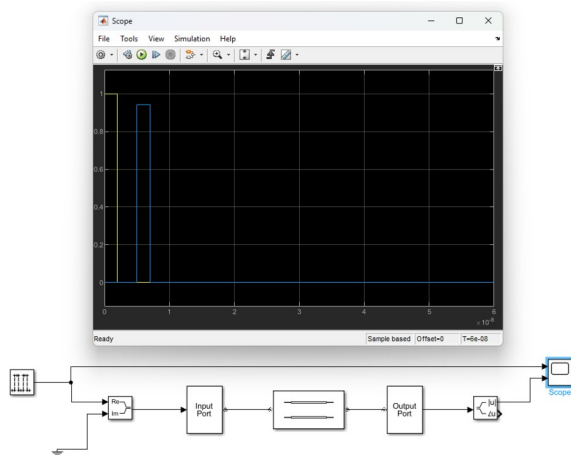 Scope
File Tools View Simulation Help
1
0.8
0.6
0.4
0.2
0
0 1 2 3 4 5 6
×10⁻⁸
Ready Sample based Offset=0 T=6e-08
Scope
Re
Im
Input
Port
Output
Port
|u|
∠u